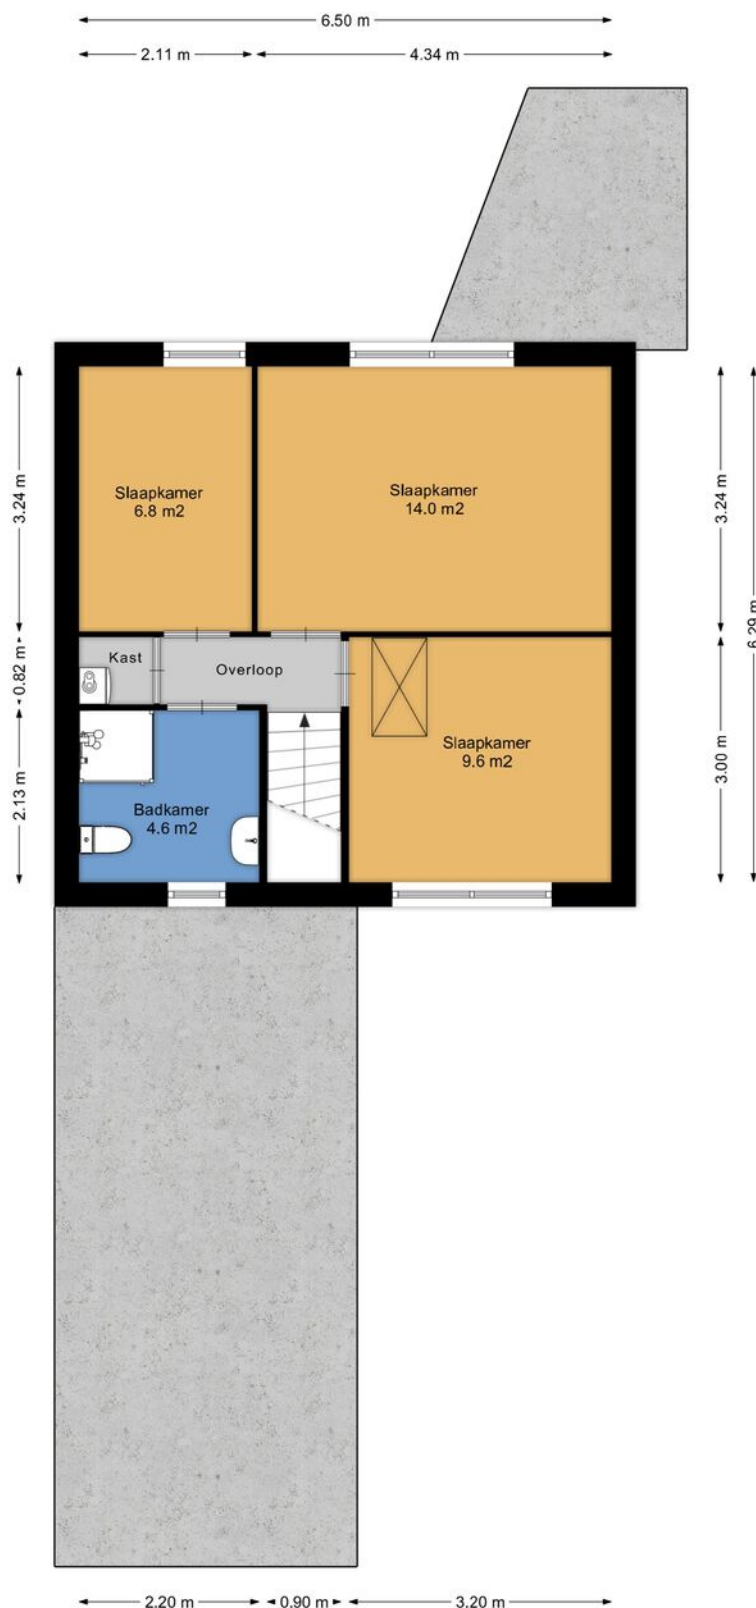 6.50 m
2.11 m
4.34 m
3.24 m
3.24 m
6.29 m
Slaapkamer
6.8 m2
Slaapkamer
14.0 m2
0.82 m
Kast
Overloop
Slaapkamer
9.6 m2
3.00 m
2.13 m
Badkamer
4.6 m2
2.20 m
0.90 m
3.20 m